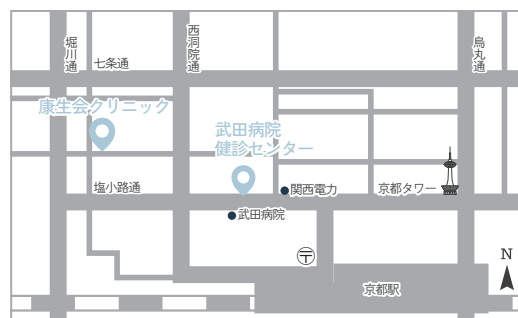 堀川通
西洞院通
烏丸通
七条通
康生会クリニック
武田病院
健診センター
塩小路通
関西電力
京都タワー
武田病院
〒
N
京都駅